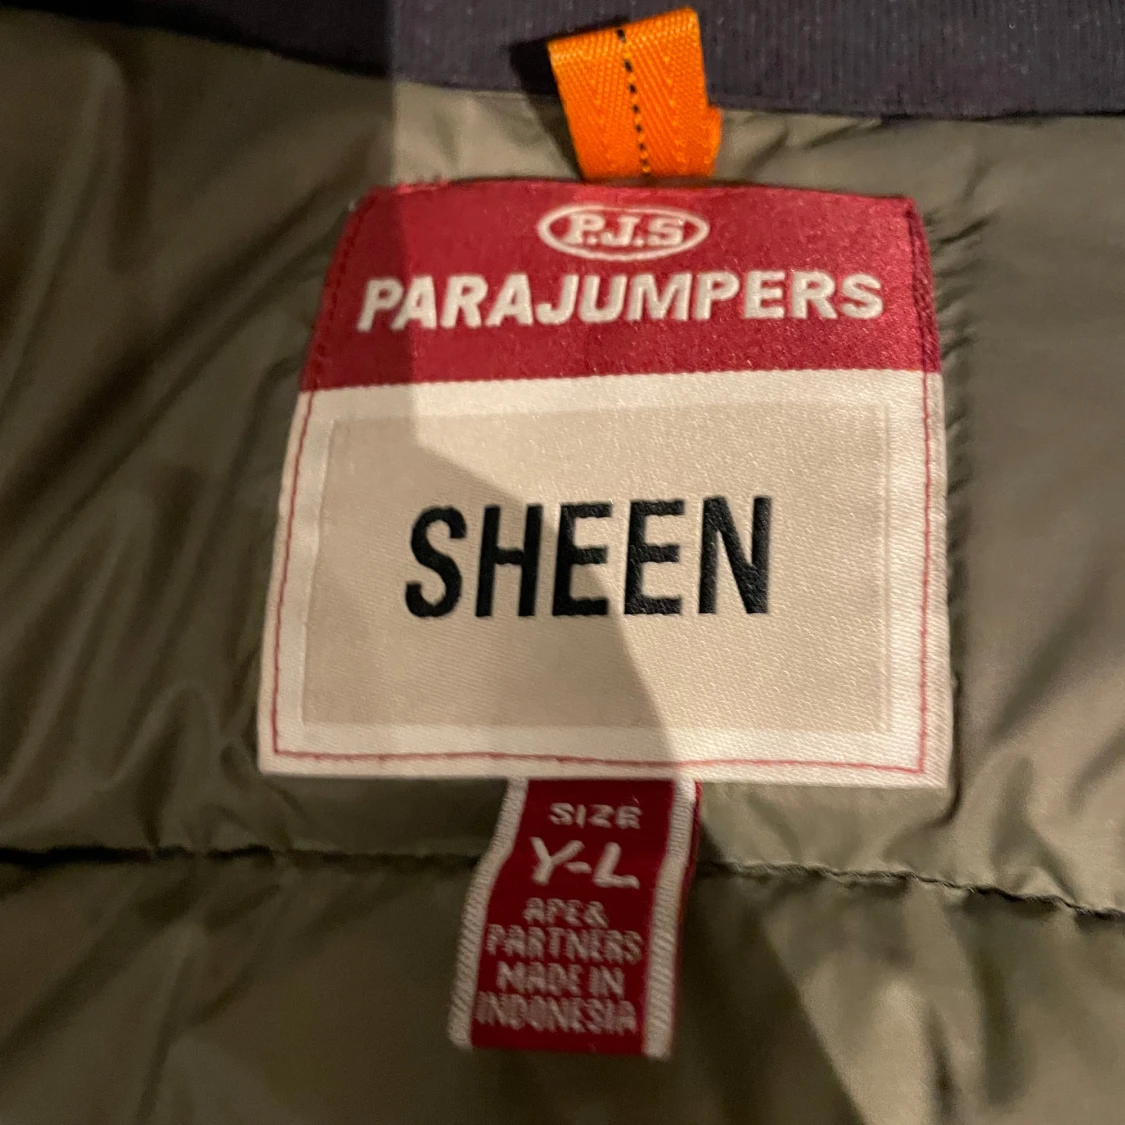 P.J.S
PARAJUMPERS
SHEEN
SIZE
Y-L
APE&
PARTNERS
MADE IN
INDONESIA